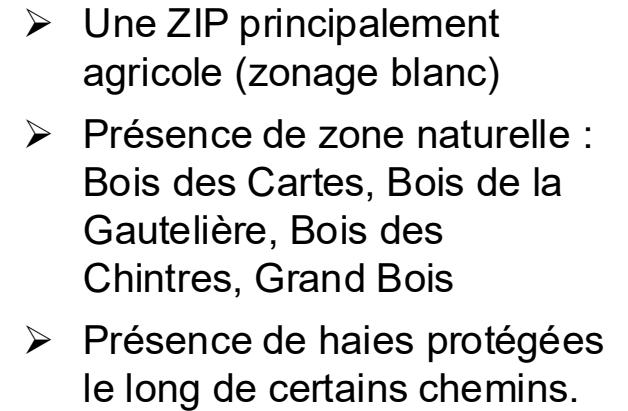 ➢ Une ZIP principalement
agricole (zonage blanc)
➢ Présence de zone naturelle :
Bois des Cartes, Bois de la
Gautelière, Bois des
Chintres, Grand Bois
➢ Présence de haies protégées
le long de certains chemins.